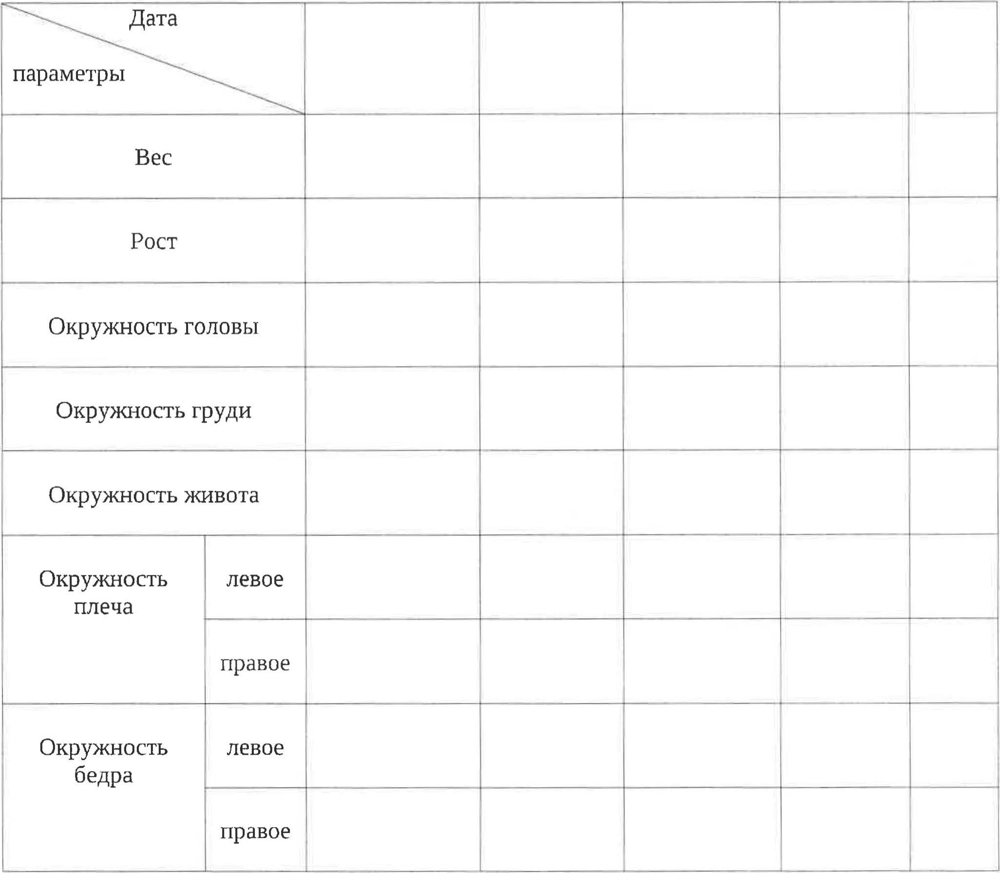 Дата
параметры
Вес
Рост
Окружность головы
Окружность груди
Окружность живота
Окружность
плеча
левое
правое
Окружность
бедра
левое
правое